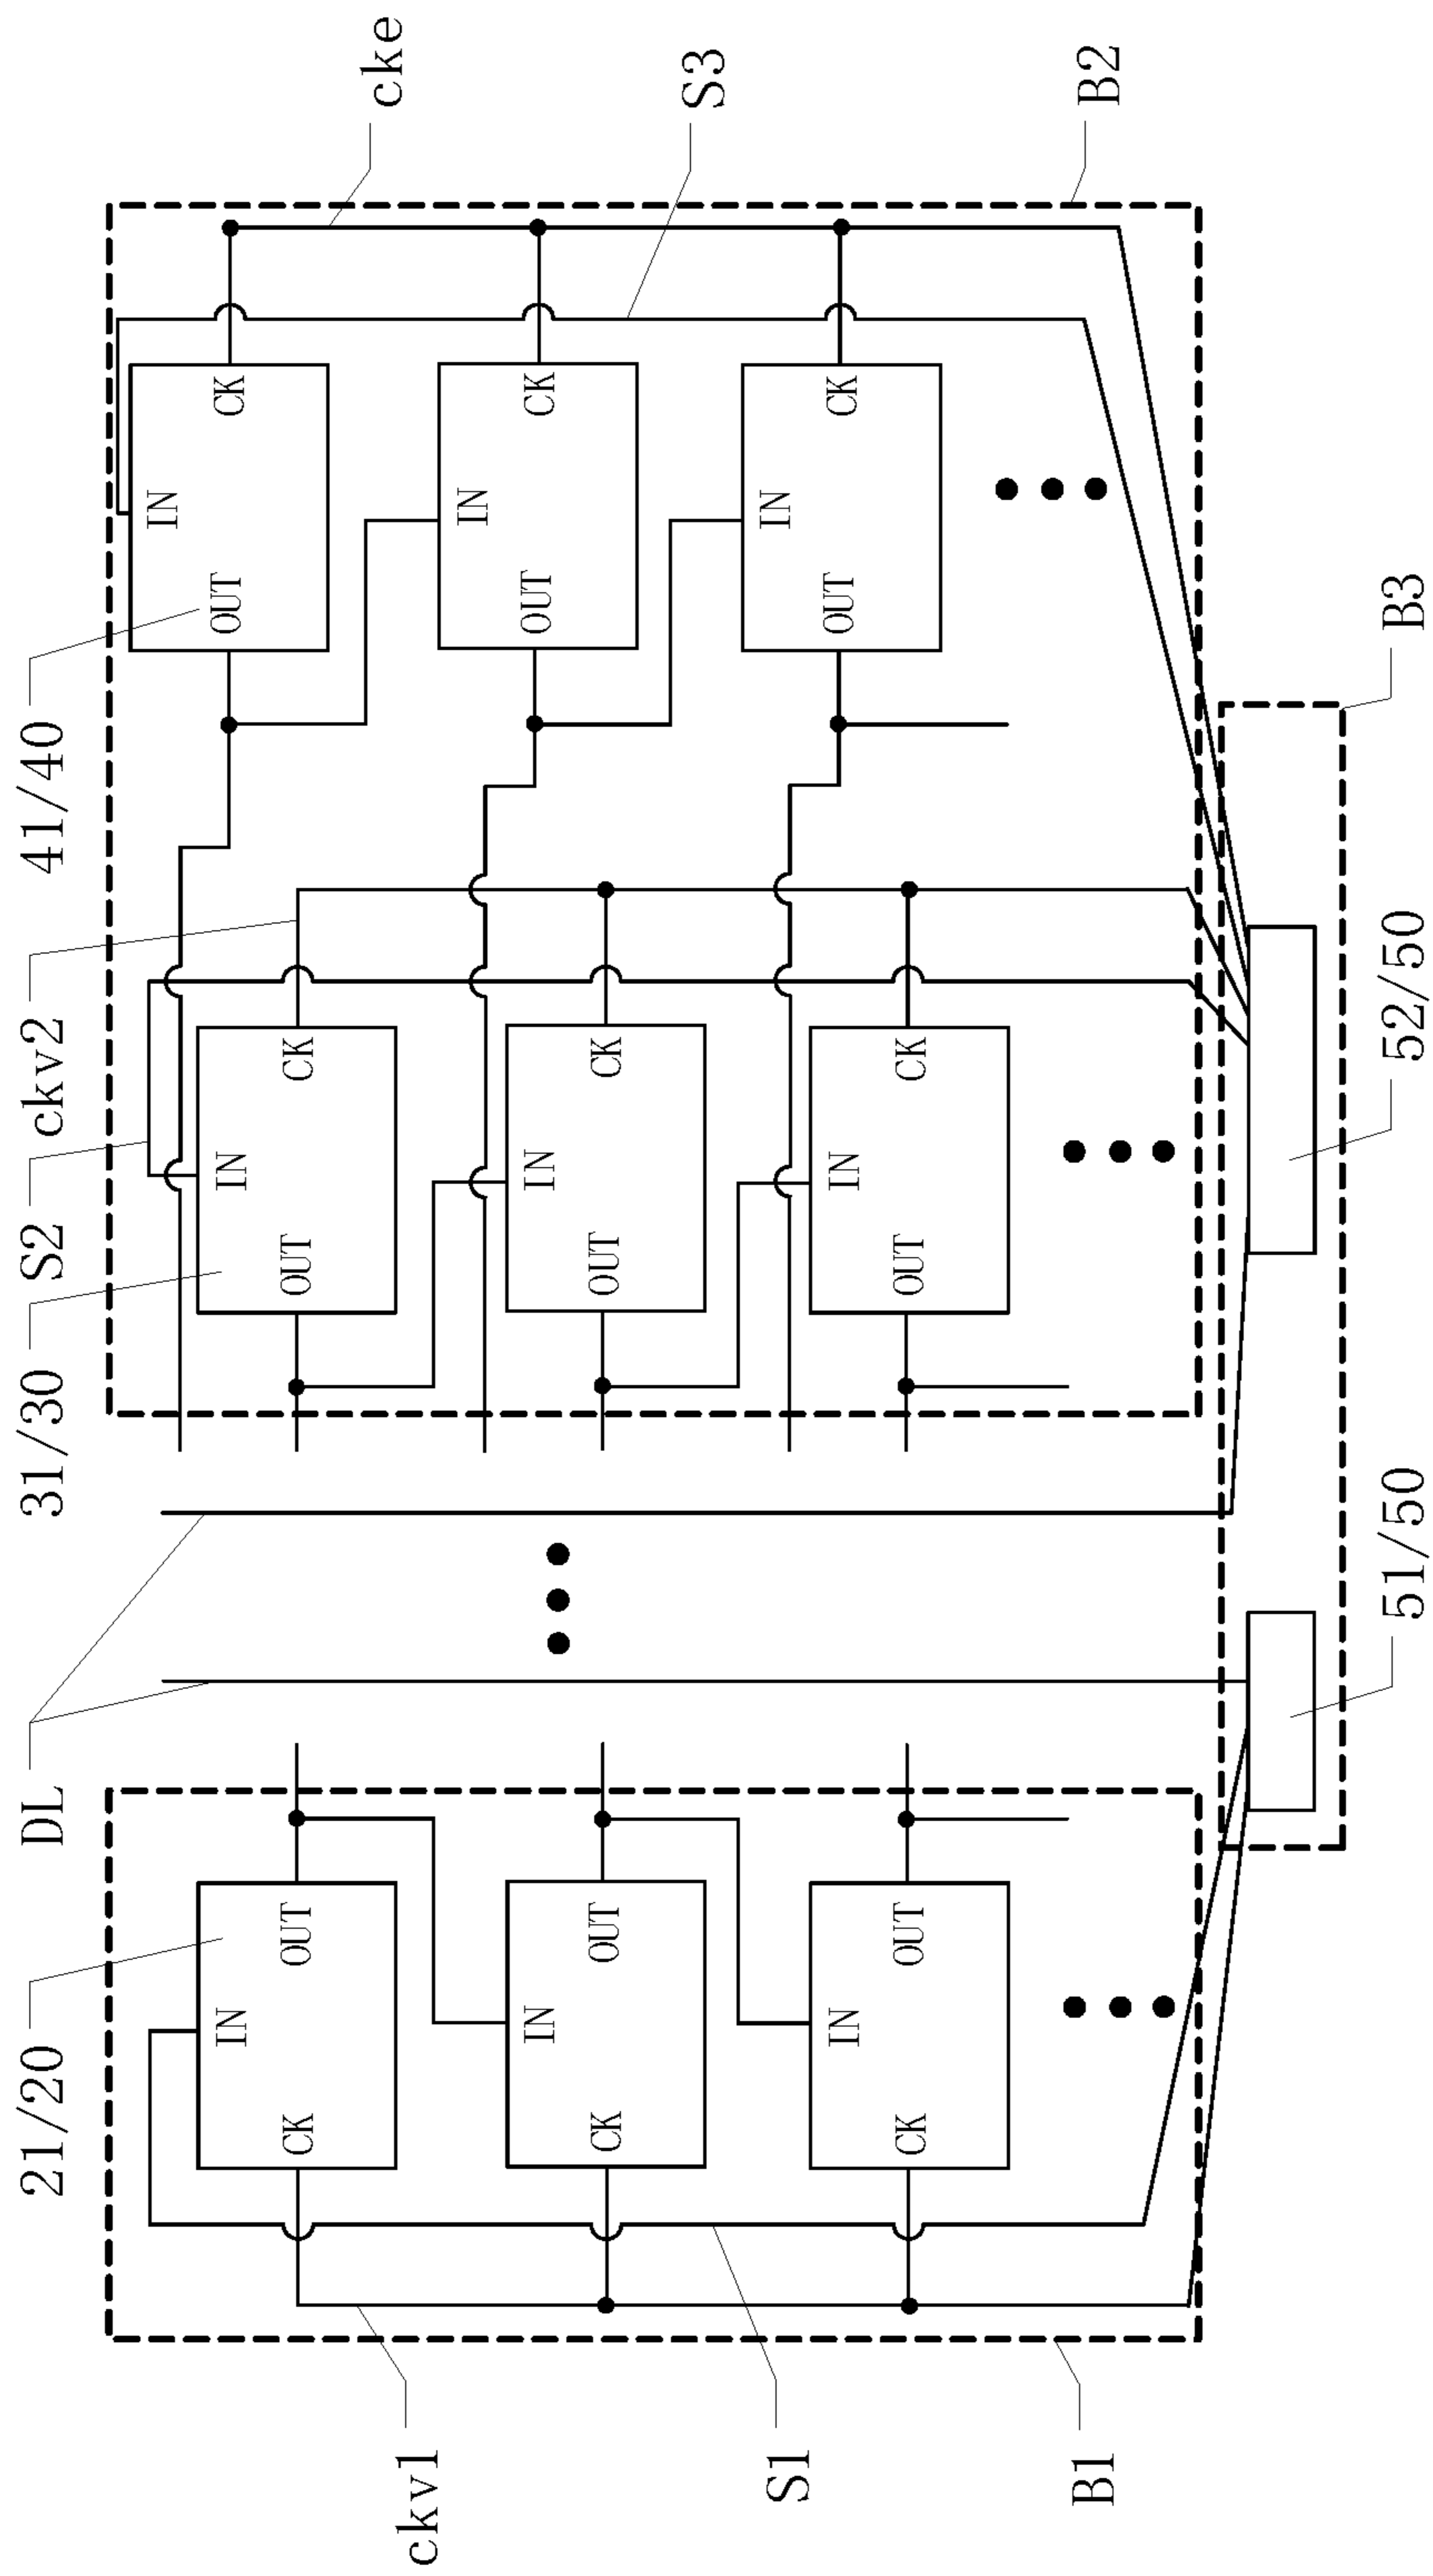 21/20
DL
31/30
S2
ckv2
41/40
IN
OUT
CK
IN
OUT
CK
IN
OUT
CK
IN
CK
OUT
IN
CK
OUT
IN
CK
OUT
IN
OUT
CK
IN
OUT
CK
IN
OUT
CK
ckv1
S1
B1
cke
S3
B2
51/50
52/50
B3